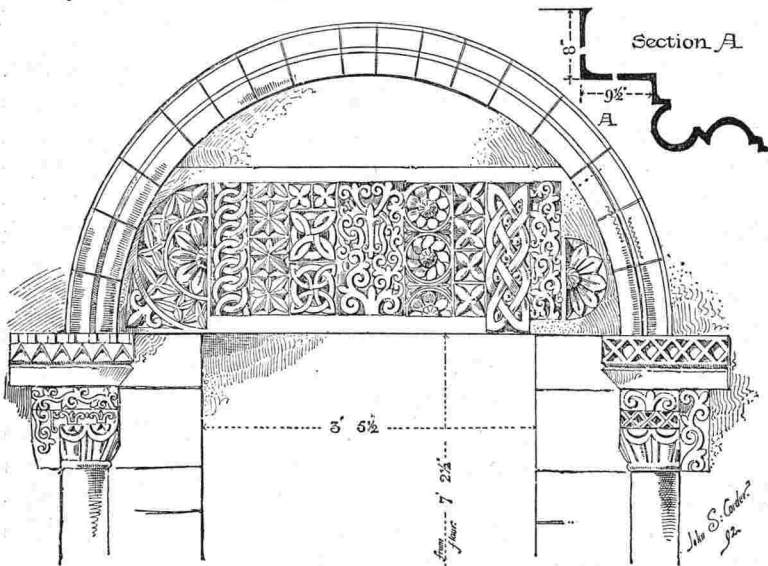 Section A
8"
9½"
A
3' 5½
7' 2½"
from
floor
John S: Corder
92